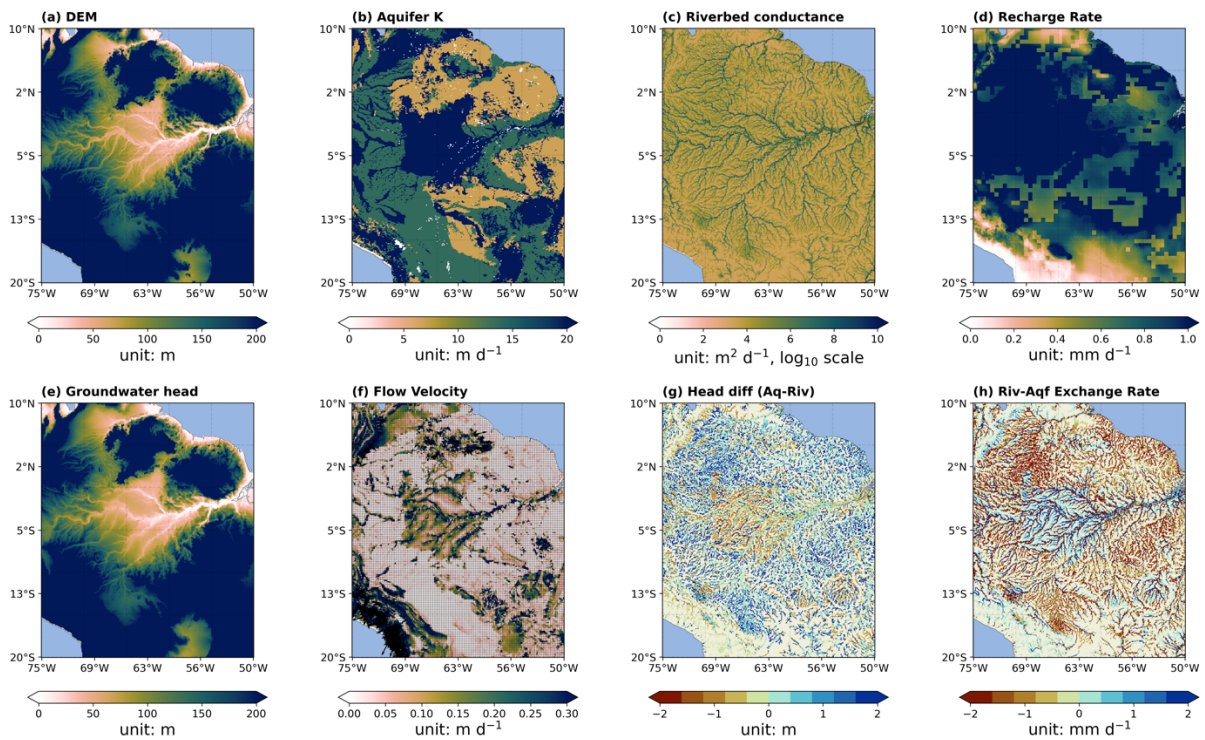 (a) DEM
(b) Aquifer K
(c) Riverbed conductance
(d) Recharge Rate
10°N
2°N
5°S
13°S
20°S
75°W 69°W 63°W 56°W 50°W
10°N
2°N
5°S
13°S
20°S
75°W 69°W 63°W 56°W 50°W
10°N
2°N
5°S
13°S
20°S
75°W 69°W 63°W 56°W 50°W
10°N
2°N
5°S
13°S
20°S
75°W 69°W 63°W 56°W 50°W
0 50 100 150 200
unit: m
0 5 10 15 20
unit: m d⁻¹
0 2 4 6 8 10
unit: m² d⁻¹, log₁₀ scale
0.0 0.2 0.4 0.6 0.8 1.0
unit: mm d⁻¹
(e) Groundwater head
(f) Flow Velocity
(g) Head diff (Aq-Riv)
(h) Riv-Aqf Exchange Rate
10°N
2°N
5°S
13°S
20°S
75°W 69°W 63°W 56°W 50°W
10°N
2°N
5°S
13°S
20°S
75°W 69°W 63°W 56°W 50°W
10°N
2°N
5°S
13°S
20°S
75°W 69°W 63°W 56°W 50°W
10°N
2°N
5°S
13°S
20°S
75°W 69°W 63°W 56°W 50°W
0 50 100 150 200
unit: m
0.00 0.05 0.10 0.15 0.20 0.25 0.30
unit: m d⁻¹
−2 −1 0 1 2
unit: m
−2 −1 0 1 2
unit: mm d⁻¹